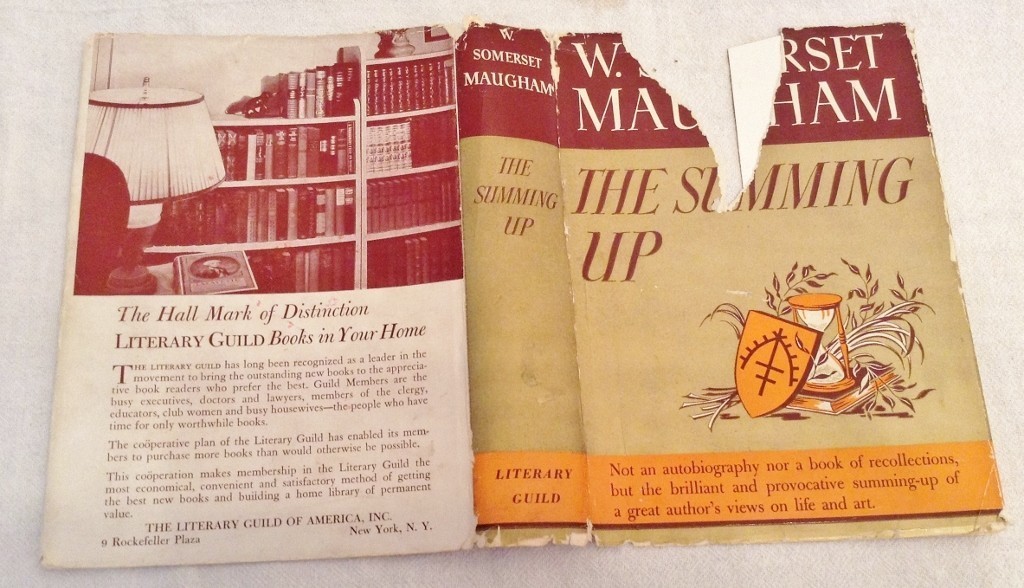 The Hall Mark of Distinction
LITERARY GUILD Books in Your Home
THE LITERARY GUILD has long been recognized as a leader in the
movement to bring the outstanding new books to the apprecia-
tive book readers who prefer the best. Guild Members are the
busy executives, doctors and lawyers, members of the clergy,
educators, club women and busy housewives—the people who have
time for only worthwhile books.
The coöperative plan of the Literary Guild has enabled its mem-
bers to purchase more books than would otherwise be possible.
This coöperation makes membership in the Literary Guild the
most economical, convenient and satisfactory method of getting
the best new books and building a home library of permanent
value.
THE LITERARY GUILD OF AMERICA, INC.
9 Rockefeller Plaza New York, N. Y.
W.
SOMERSET
MAUGHAM
THE
SUMMING
UP
LITERARY
GUILD
W. RSET
MAU HAM
THE SUMMING
UP
Not an autobiography nor a book of recollections,
but the brilliant and provocative summing-up of
a great author's views on life and art.